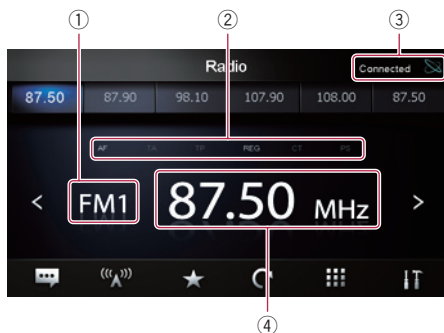 ① ② ③
Radio Connected
87.50 87.90 98.10 107.90 108.00 87.50
AF TA TP REG CT PS
< FM1 87.50 MHz >
④